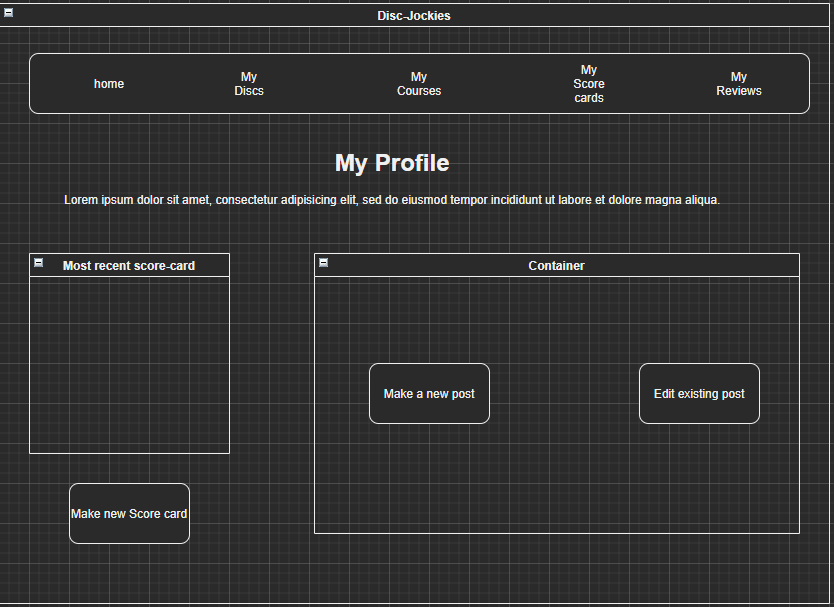 Disc-Jockies
home
My
Discs
My
Courses
My
Score
cards
My
Reviews
My Profile
Lorem ipsum dolor sit amet, consectetur adipisicing elit, sed do eiusmod tempor incididunt ut labore et dolore magna aliqua.
Most recent score-card
Container
Make a new post
Edit existing post
Make new Score card